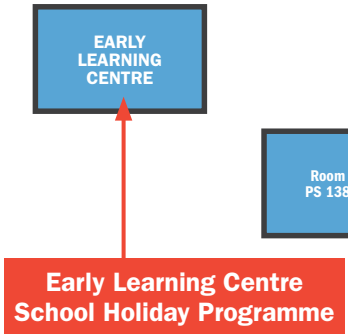 EARLY
LEARNING
CENTRE
Room
PS 138
Early Learning Centre
School Holiday Programme